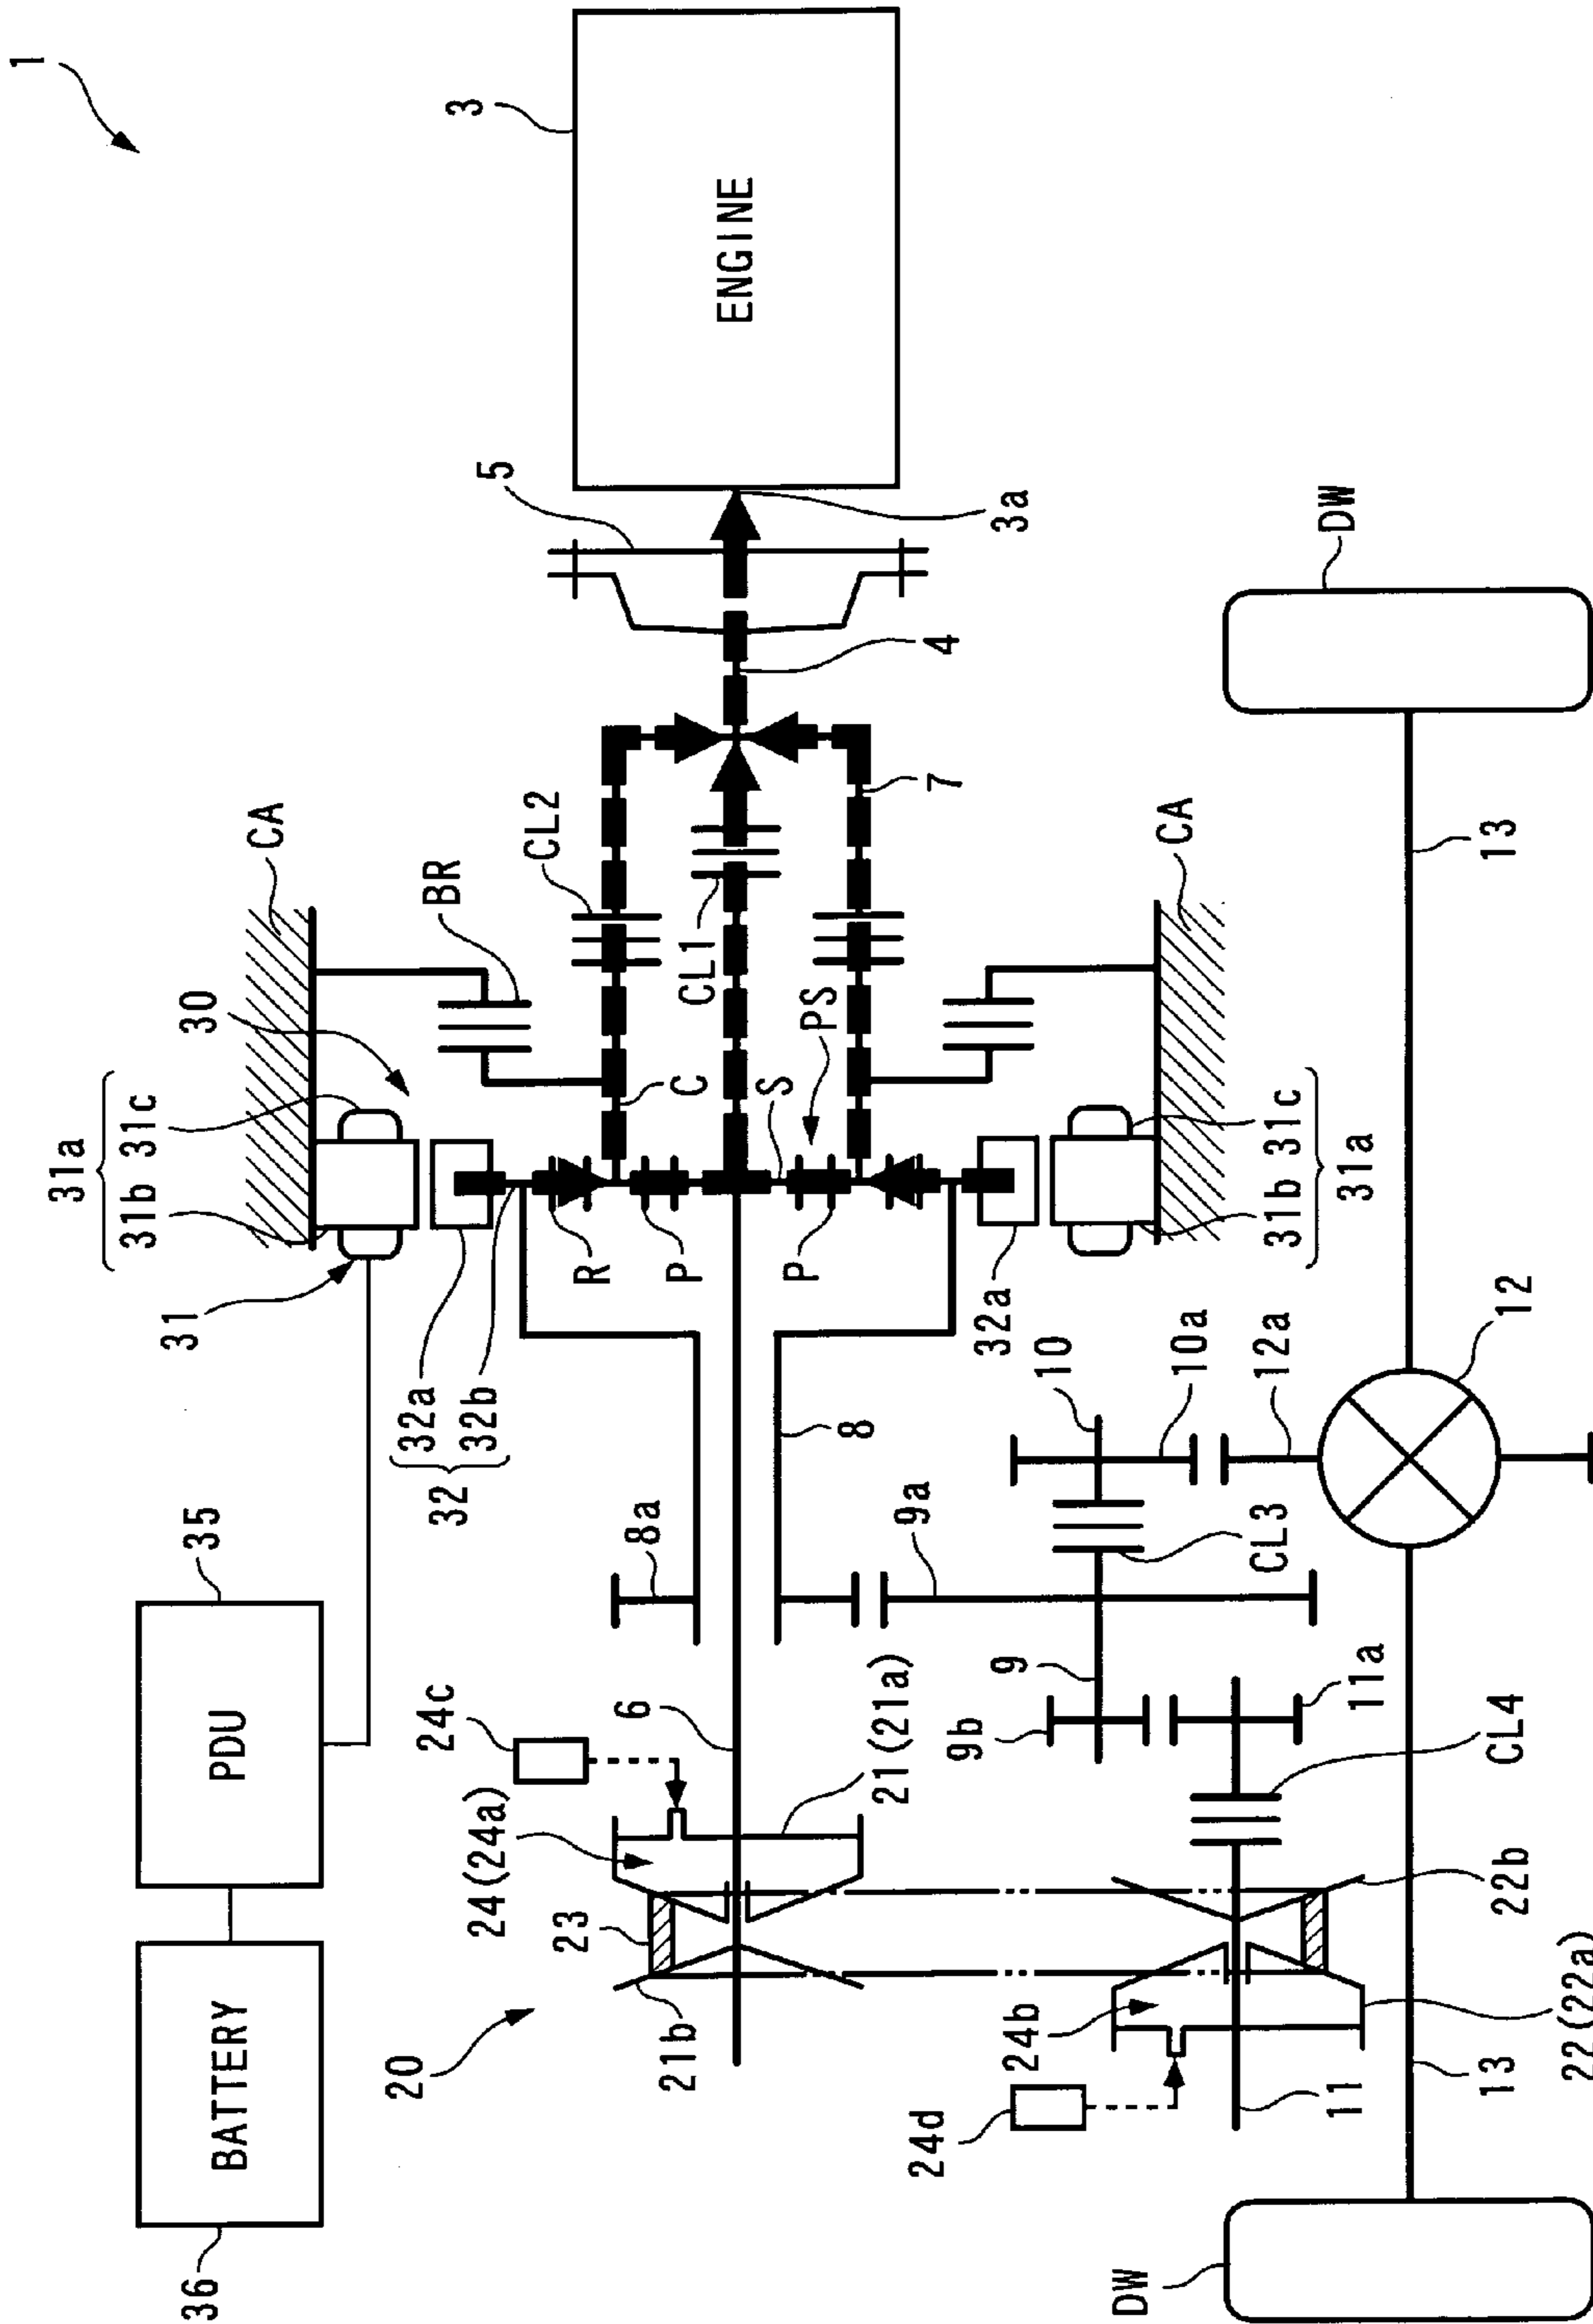 1
3
ENGINE
5
3a
4
7
DW
CA
CL2
BR
CL1
CA
13
30
PS
C
S
31a
31b 31c
31b 31c
31a
31
R
P
P
32a
32a
32b
32
10
10a
12a
12
8
8a
9a
CL3
35
PDU
24c
6
9
9b
11a
CL4
24(24a)
21(21a)
23
22b
BATTERY
36
20
21b
24b
24d
11
13
22(22a)
DW